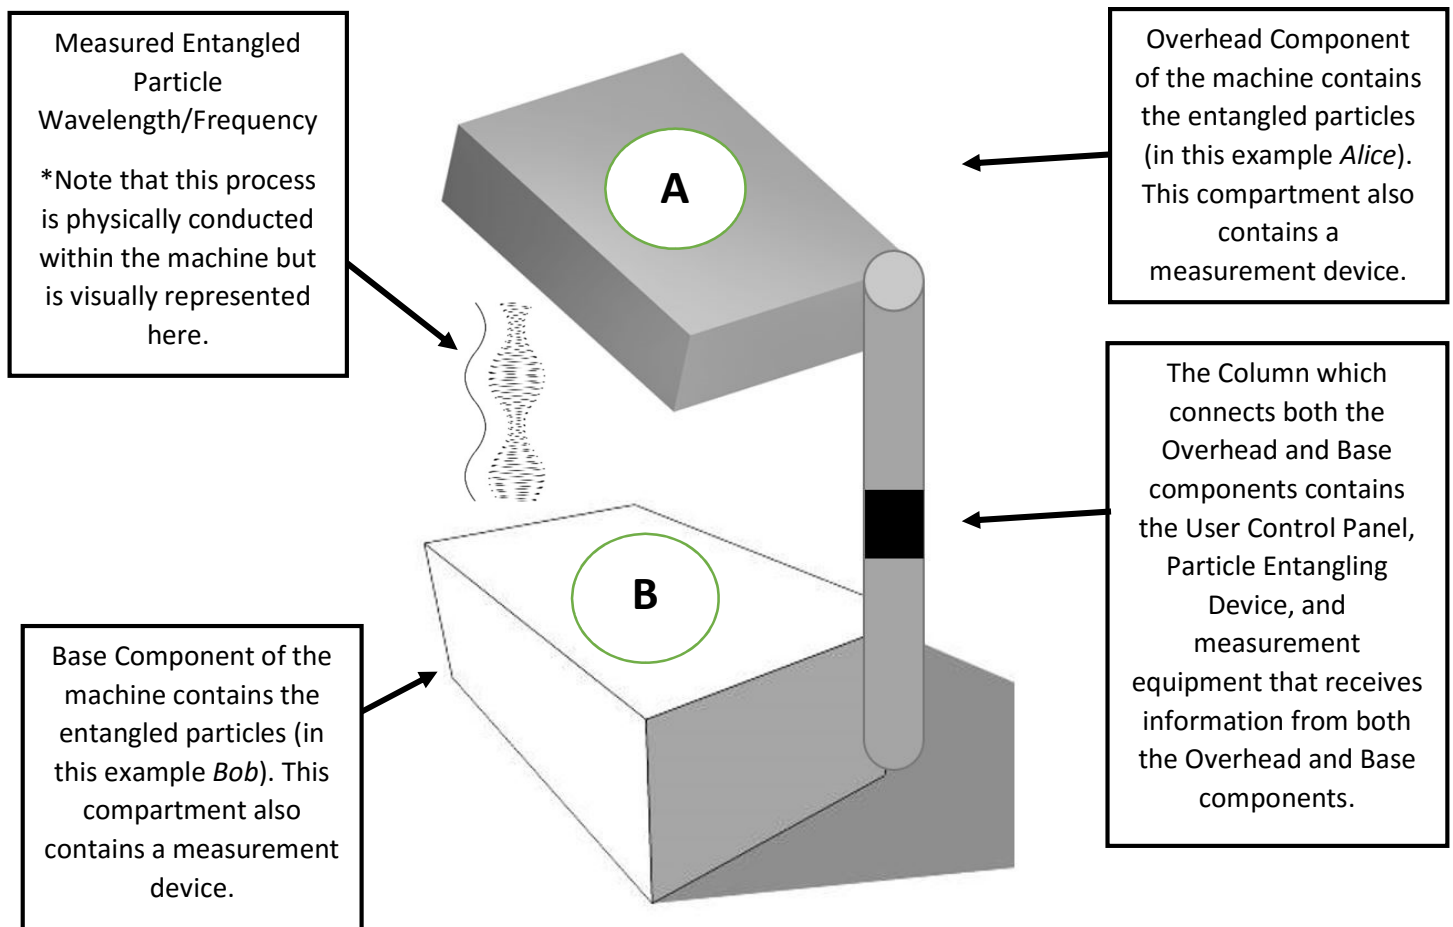 Measured Entangled
Particle
Wavelength/Frequency
*Note that this process
is physically conducted
within the machine but
is visually represented
here.
A
Overhead Component
of the machine contains
the entangled particles
(in this example Alice).
This compartment also
contains a
measurement device.
The Column which
connects both the
Overhead and Base
components contains
the User Control Panel,
Particle Entangling
Device, and
measurement
equipment that receives
information from both
the Overhead and Base
components.
B
Base Component of the
machine contains the
entangled particles (in
this example Bob). This
compartment also
contains a measurement
device.